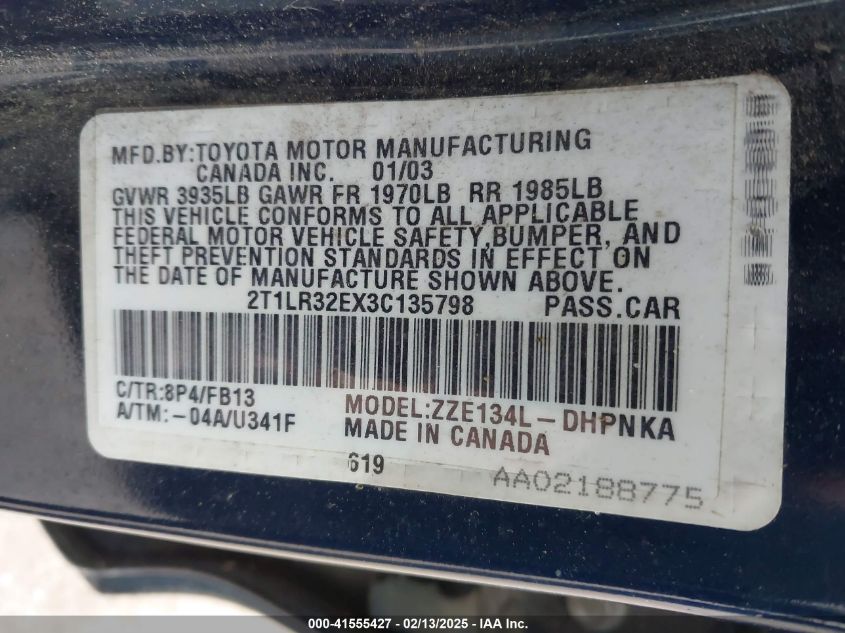 MFD.BY:TOYOTA MOTOR MANUFACTURING
CANADA INC. 01/03
GVWR 3935LB GAWR FR 1970LB RR 1985LB
THIS VEHICLE CONFORMS TO ALL APPLICABLE
FEDERAL MOTOR VEHICLE SAFETY,BUMPER, AND
THEFT PREVENTION STANDARDS IN EFFECT ON
THE DATE OF MANUFACTURE SHOWN ABOVE.
2T1LR32EX3C135798 PASS.CAR
C/TR:8P4/FB13
A/TM:-04A/U341F
MODEL:ZZE134L-DHPNKA
MADE IN CANADA
619
AA02188775
000-41555427 - 02/13/2025 - IAA Inc.